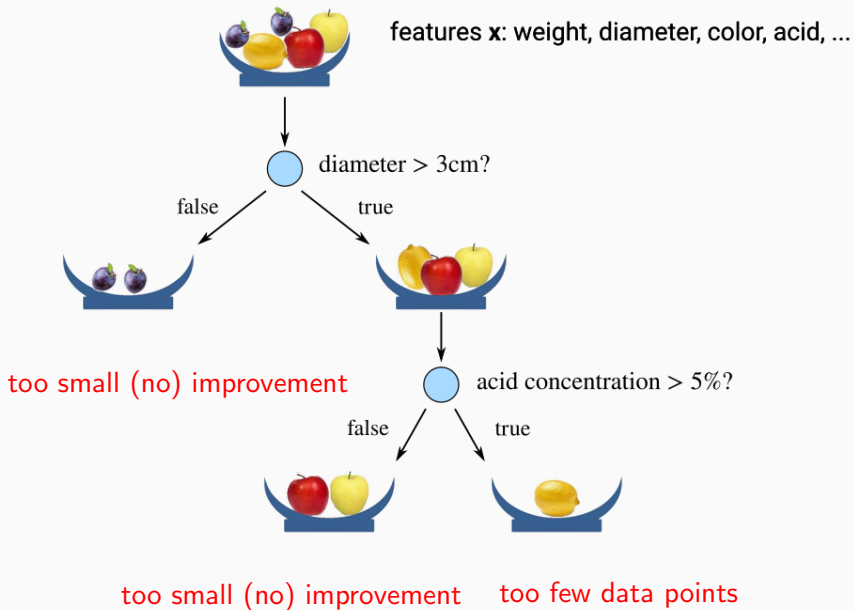 features x: weight, diameter, color, acid, ...
diameter > 3cm?
false
true
too small (no) improvement
acid concentration > 5%?
false
true
too small (no) improvement
too few data points